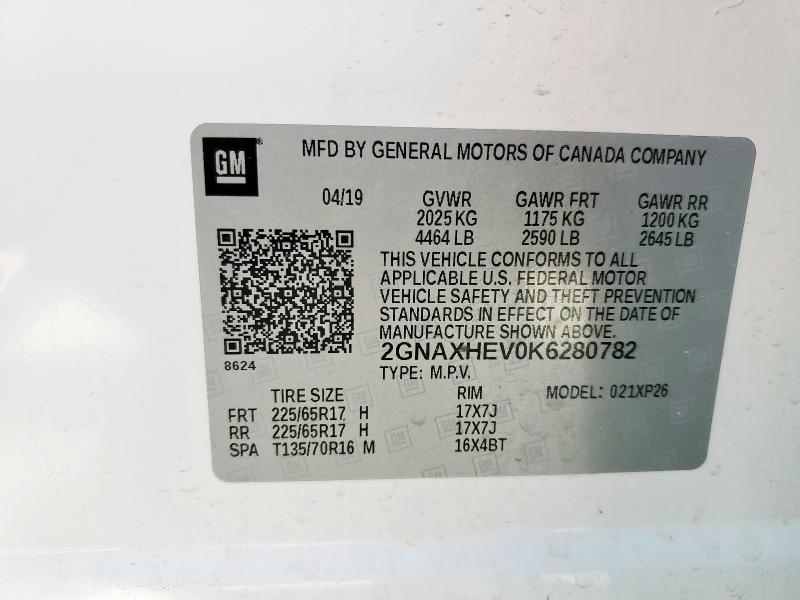 GM
MFD BY GENERAL MOTORS OF CANADA COMPANY
04/19 GVWR GAWR FRT GAWR RR
2025 KG 1175 KG 1200 KG
4464 LB 2590 LB 2645 LB
THIS VEHICLE CONFORMS TO ALL
APPLICABLE U.S. FEDERAL MOTOR
VEHICLE SAFETY AND THEFT PREVENTION
STANDARDS IN EFFECT ON THE DATE OF
MANUFACTURE SHOWN ABOVE.
2GNAXHEV0K6280782
8624
TYPE: M.P.V.
TIRE SIZE RIM MODEL: 021XP26
FRT 225/65R17 H 17X7J
RR 225/65R17 H 17X7J
SPA T135/70R16 M 16X4BT